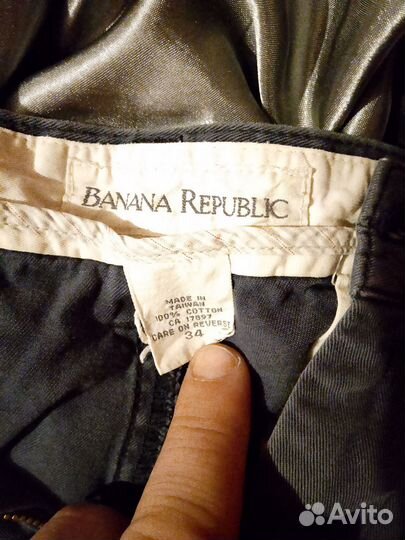 BANANA REPUBLIC
MADE IN
TAIWAN
100% COTTON
CA 17897
CARE ON REVERSE
34
Avito